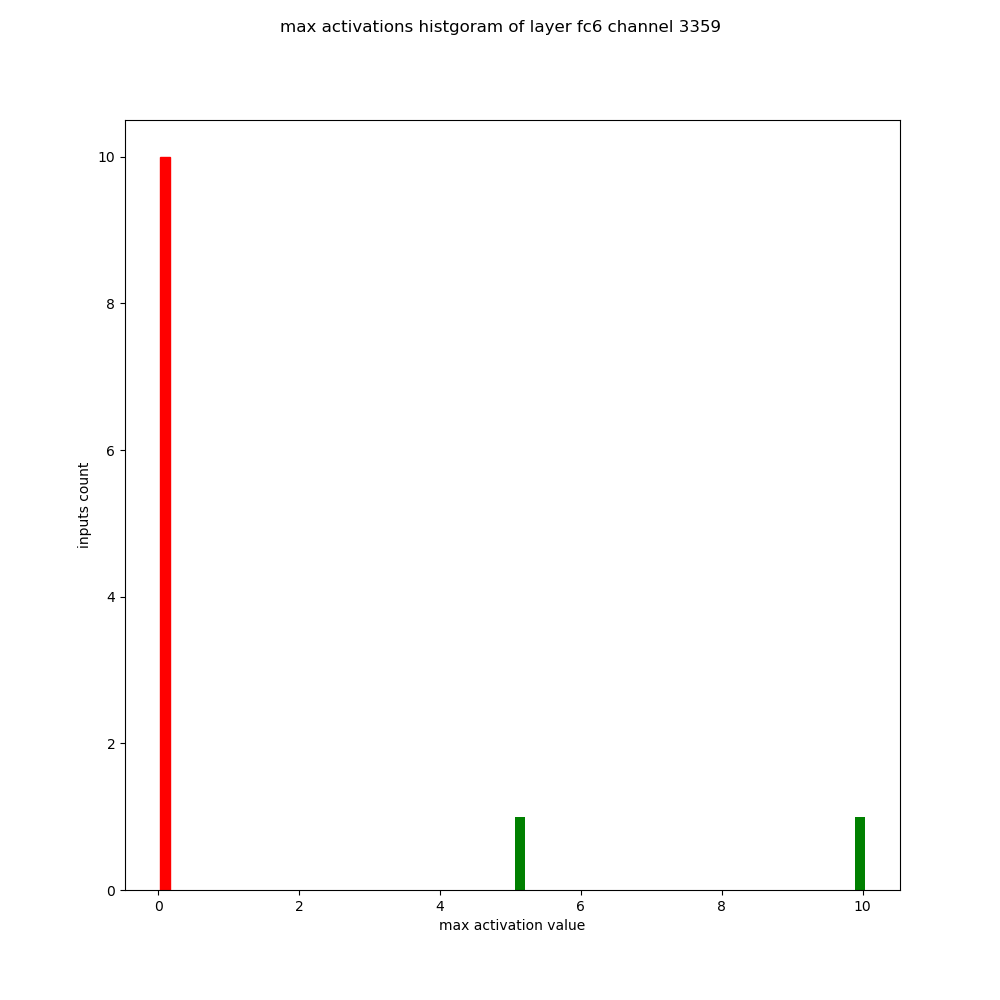 max activations histgoram of layer fc6 channel 3359
10
8
6
4
2
0
inputs count
0 2 4 6 8 10
max activation value